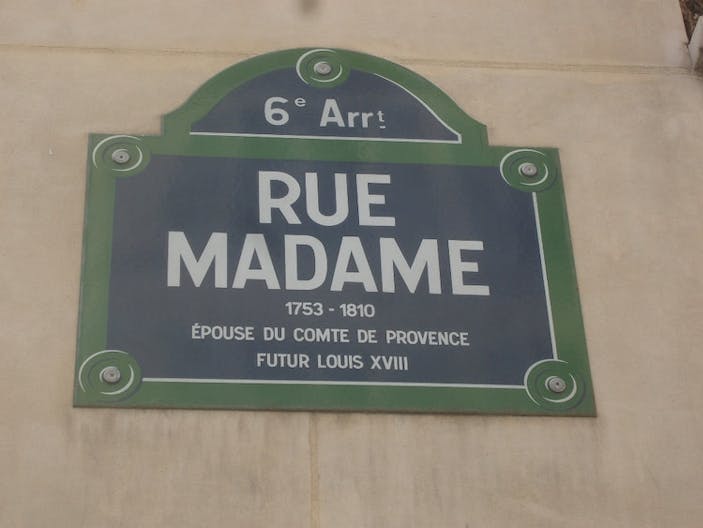 6e Arrt
RUE
MADAME
1753 - 1810
ÉPOUSE DU COMTE DE PROVENCE
FUTUR LOUIS XVIII